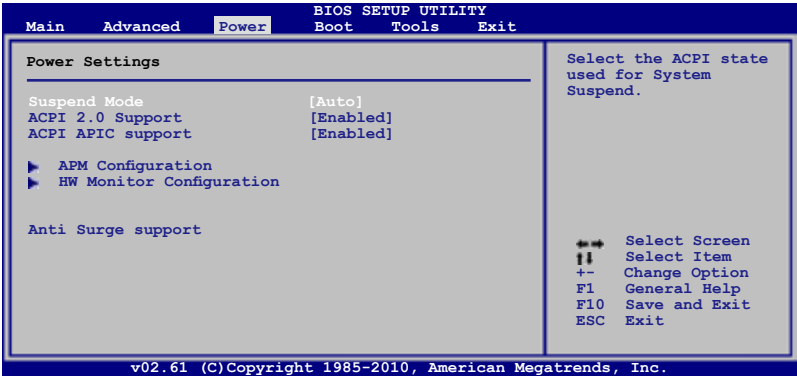 BIOS SETUP UTILITY
Main Advanced Power Boot Tools Exit
Power Settings
Suspend Mode [Auto]
ACPI 2.0 Support [Enabled]
ACPI APIC support [Enabled]
APM Configuration
HW Monitor Configuration
Anti Surge support
Select the ACPI state
used for System
Suspend.
Select Screen
Select Item
+- Change Option
F1 General Help
F10 Save and Exit
ESC Exit
v02.61 (C)Copyright 1985-2010, American Megatrends, Inc.